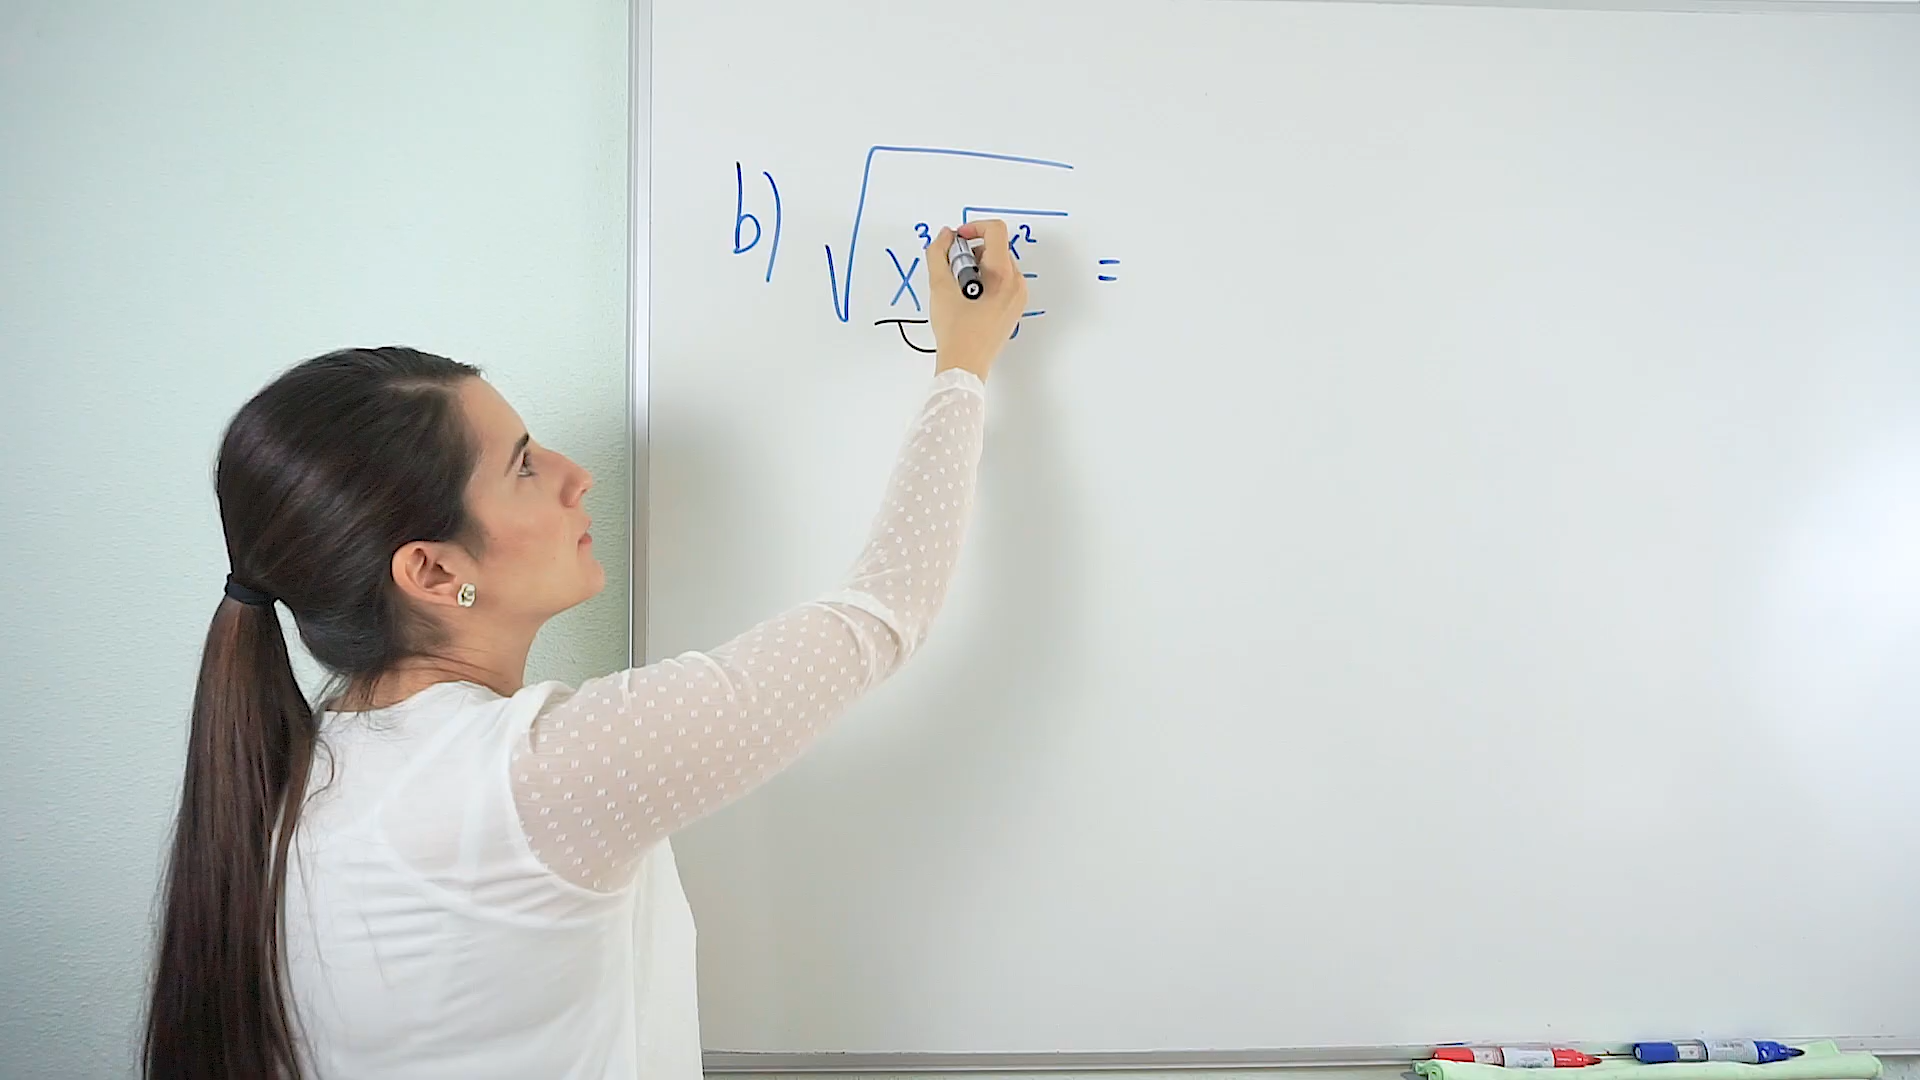 b) √ x³ √ x² =